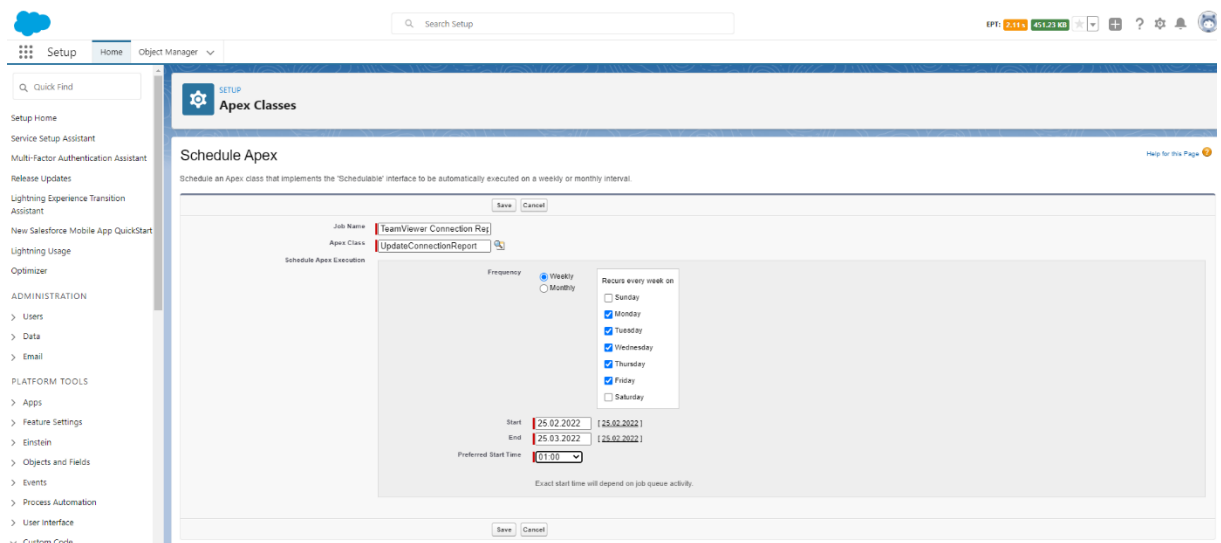 Search Setup
EPT: 2.11 s 451.23 KB
Setup
Home
Object Manager
Quick Find
Setup Home
Service Setup Assistant
Multi-Factor Authentication Assistant
Release Updates
Lightning Experience Transition
Assistant
New Salesforce Mobile App QuickStart
Lightning Usage
Optimizer
ADMINISTRATION
Users
Data
Email
PLATFORM TOOLS
Apps
Feature Settings
Einstein
Objects and Fields
Events
Process Automation
User Interface
Custom Code
SETUP
Apex Classes
Schedule Apex
Help for this Page
Schedule an Apex class that implements the 'Schedulable' interface to be automatically executed on a weekly or monthly interval.
Save Cancel
Job Name TeamViewer Connection Rep
Apex Class UpdateConnectionReport
Schedule Apex Execution
Frequency
Weekly
Monthly
Recurs every week on
Sunday
Monday
Tuesday
Wednesday
Thursday
Friday
Saturday
Start 25.02.2022 [ 25.02.2022 ]
End 25.03.2022 [ 25.02.2022 ]
Preferred Start Time 01:00
Exact start time will depend on job queue activity.
Save Cancel